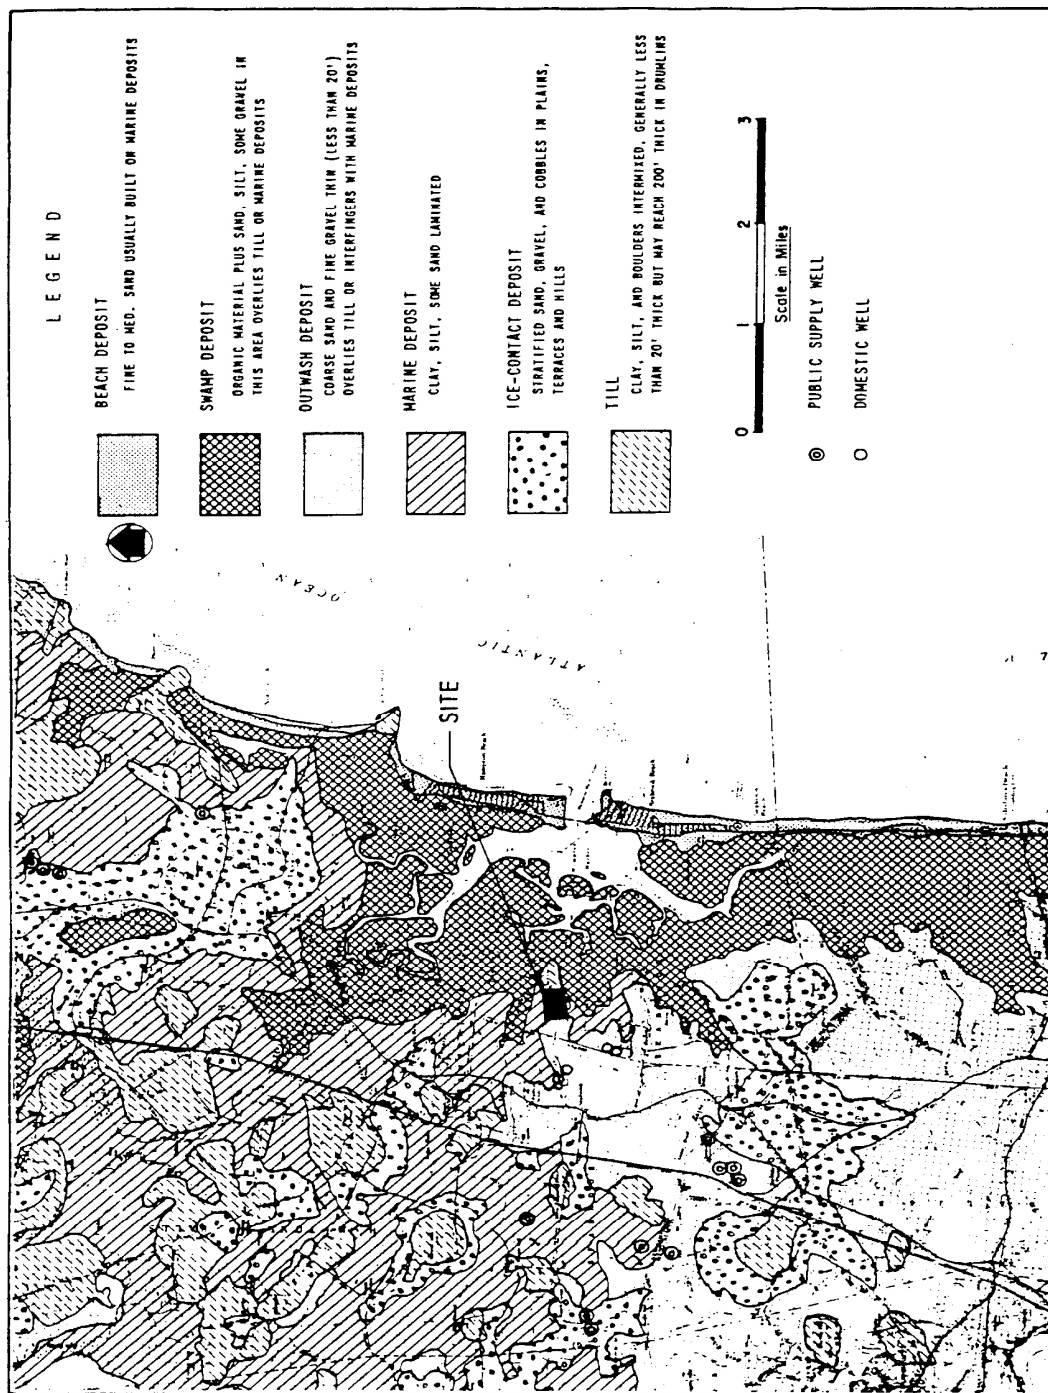 LEGEND
BEACH DEPOSIT
FINE TO MED. SAND USUALLY BUILT ON MARINE DEPOSITS
SWAMP DEPOSIT
ORGANIC MATERIAL PLUS SAND, SILT, SOME GRAVEL IN
THIS AREA OVERLIES TILL OR MARINE DEPOSITS
OUTWASH DEPOSIT
COARSE SAND AND FINE GRAVEL THIN (LESS THAN 20')
OVERLIES TILL OR INTERFINGERS WITH MARINE DEPOSITS
MARINE DEPOSIT
CLAY, SILT, SOME SAND LAMINATED
ICE-CONTACT DEPOSIT
STRATIFIED SAND, GRAVEL, AND COBBLES IN PLAINS,
TERRACES AND HILLS
TILL
CLAY, SILT, AND BOULDERS INTERMIXED, GENERALLY LESS
THAN 20' THICK BUT MAY REACH 200' THICK IN DRUMLINS
0 1 2 3
Scale in Miles
PUBLIC SUPPLY WELL
DOMESTIC WELL
ATLANTIC
OCEAN
SITE
Hampton Beach
7